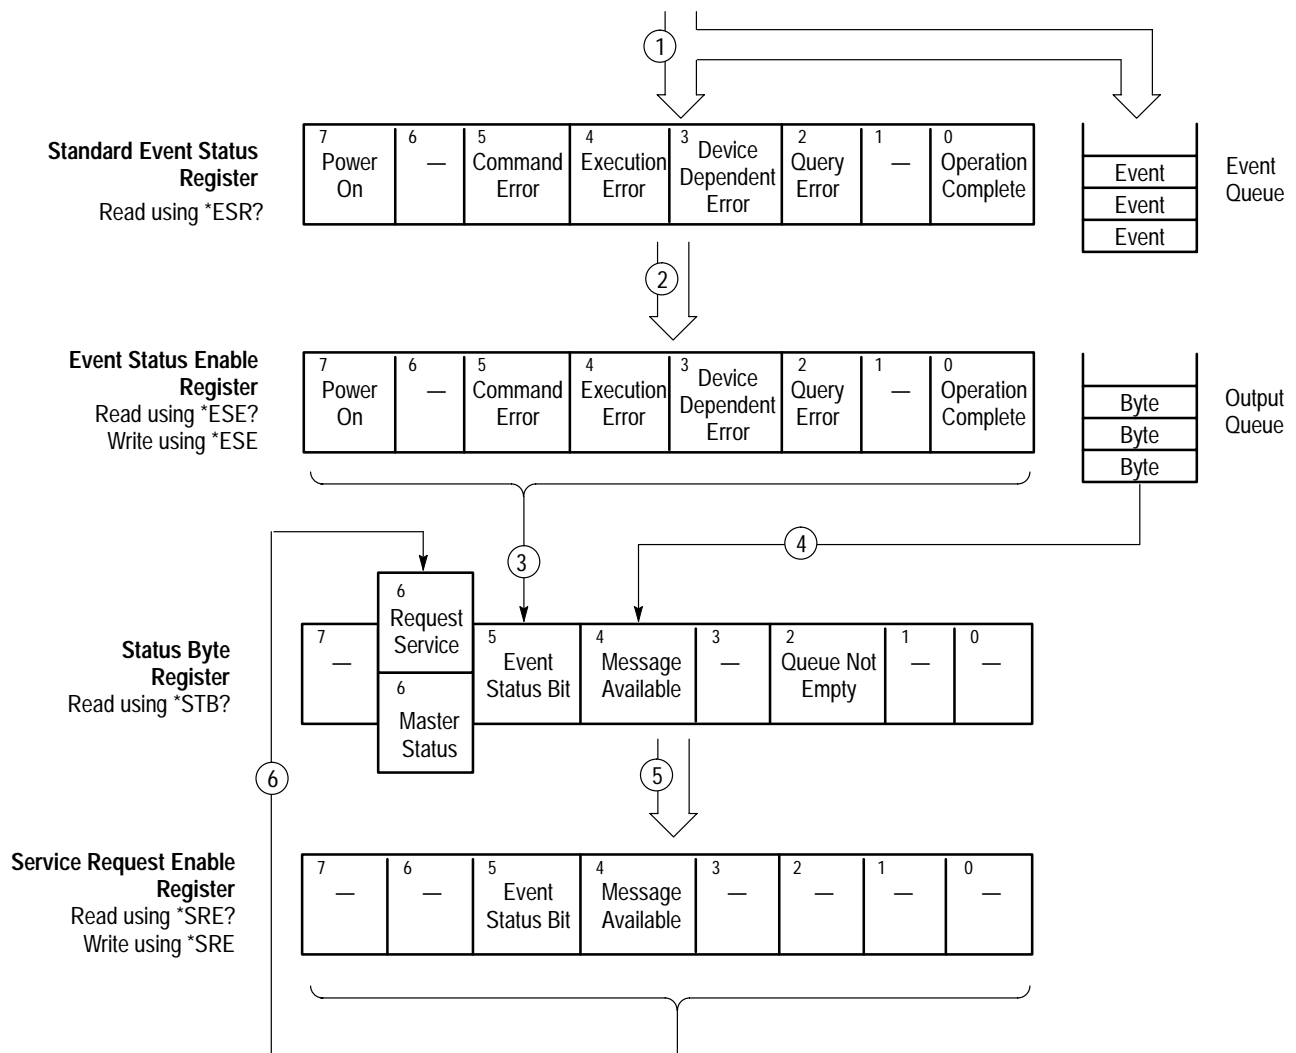 1
Standard Event Status
Register
Read using *ESR?
7
Power
On
6
—
5
Command
Error
4
Execution
Error
3
Device
Dependent
Error
2
Query
Error
1
—
0
Operation
Complete
Event
Event
Event
Event
Queue
2
Event Status Enable
Register
Read using *ESE?
Write using *ESE
7
Power
On
6
—
5
Command
Error
4
Execution
Error
3
Device
Dependent
Error
2
Query
Error
1
—
0
Operation
Complete
Byte
Byte
Byte
Output
Queue
3
4
Status Byte
Register
Read using *STB?
7
—
6
Request
Service
6
Master
Status
5
Event
Status Bit
4
Message
Available
3
—
2
Queue Not
Empty
1
—
0
—
6
5
Service Request Enable
Register
Read using *SRE?
Write using *SRE
7
—
6
—
5
Event
Status Bit
4
Message
Available
3
—
2
—
1
—
0
—